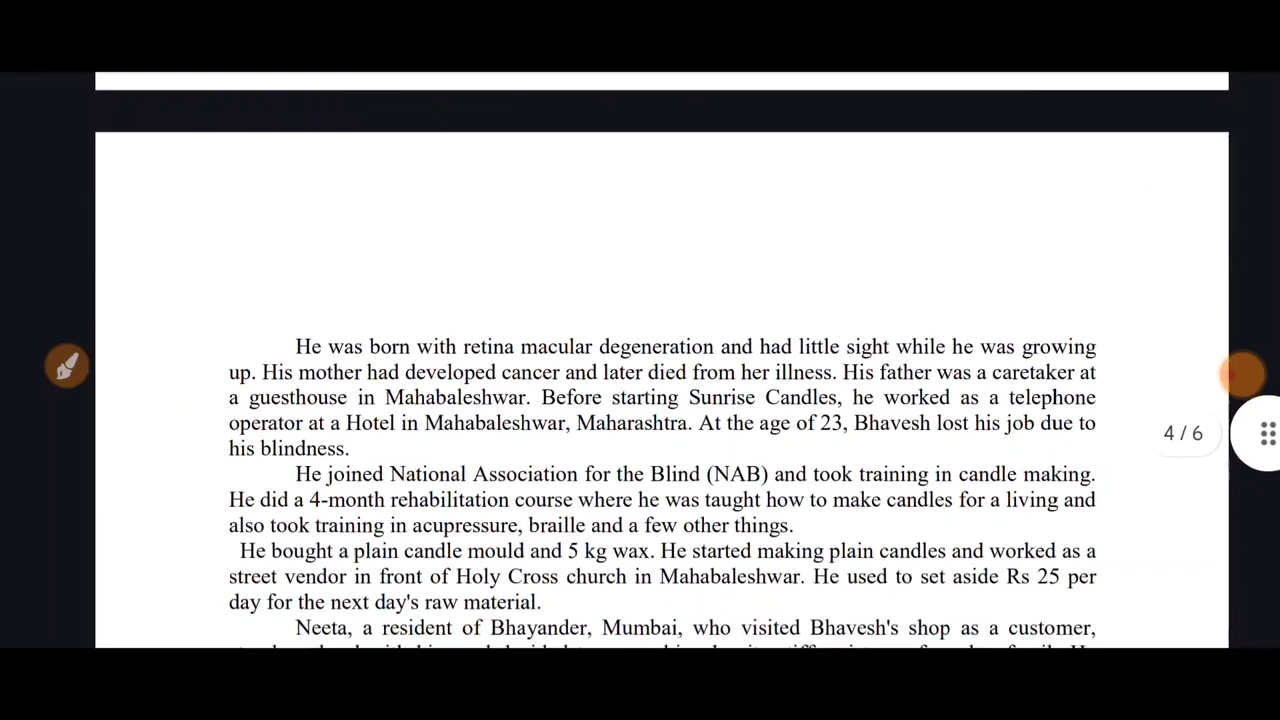 He was born with retina macular degeneration and had little sight while he was growing
up. His mother had developed cancer and later died from her illness. His father was a caretaker at
a guesthouse in Mahabaleshwar. Before starting Sunrise Candles, he worked as a telephone
operator at a Hotel in Mahabaleshwar, Maharashtra. At the age of 23, Bhavesh lost his job due to
his blindness.
He joined National Association for the Blind (NAB) and took training in candle making.
He did a 4-month rehabilitation course where he was taught how to make candles for a living and
also took training in acupressure, braille and a few other things.
He bought a plain candle mould and 5 kg wax. He started making plain candles and worked as a
street vendor in front of Holy Cross church in Mahabaleshwar. He used to set aside Rs 25 per
day for the next day's raw material.
Neeta, a resident of Bhayander, Mumbai, who visited Bhavesh's shop as a customer,
4 / 6